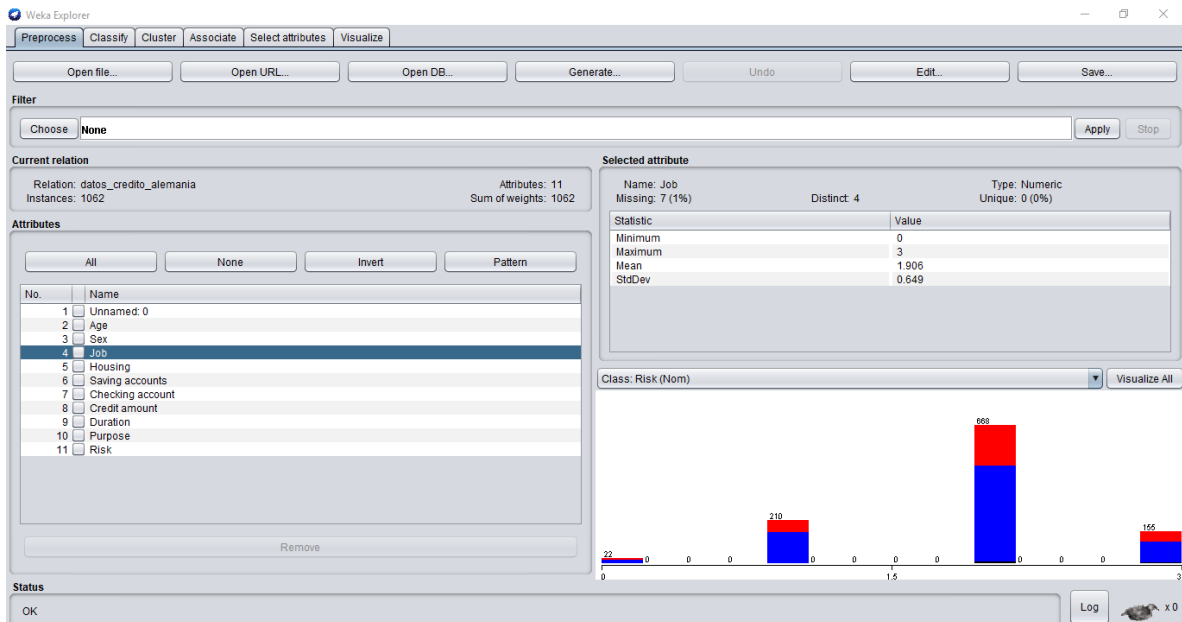 Weka Explorer
Preprocess Classify Cluster Associate Select attributes Visualize
Open file... Open URL... Open DB... Generate... Undo Edit... Save...
Filter
Choose None Apply Stop
Current relation
Relation: datos_credito_alemania Attributes: 11
Instances: 1062 Sum of weights: 1062
Attributes
All None Invert Pattern
No. Name
1 Unnamed: 0
2 Age
3 Sex
4 Job
5 Housing
6 Saving accounts
7 Checking account
8 Credit amount
9 Duration
10 Purpose
11 Risk
Remove
Selected attribute
Name: Job Type: Numeric
Missing: 7 (1%) Distinct: 4 Unique: 0 (0%)
Statistic Value
Minimum 0
Maximum 3
Mean 1.906
StdDev 0.649
Class: Risk (Nom) Visualize All
668
210
155
22 0 0 0 0 0 0 0 0 0 0
0 1.5 3
Status
OK
Log x 0